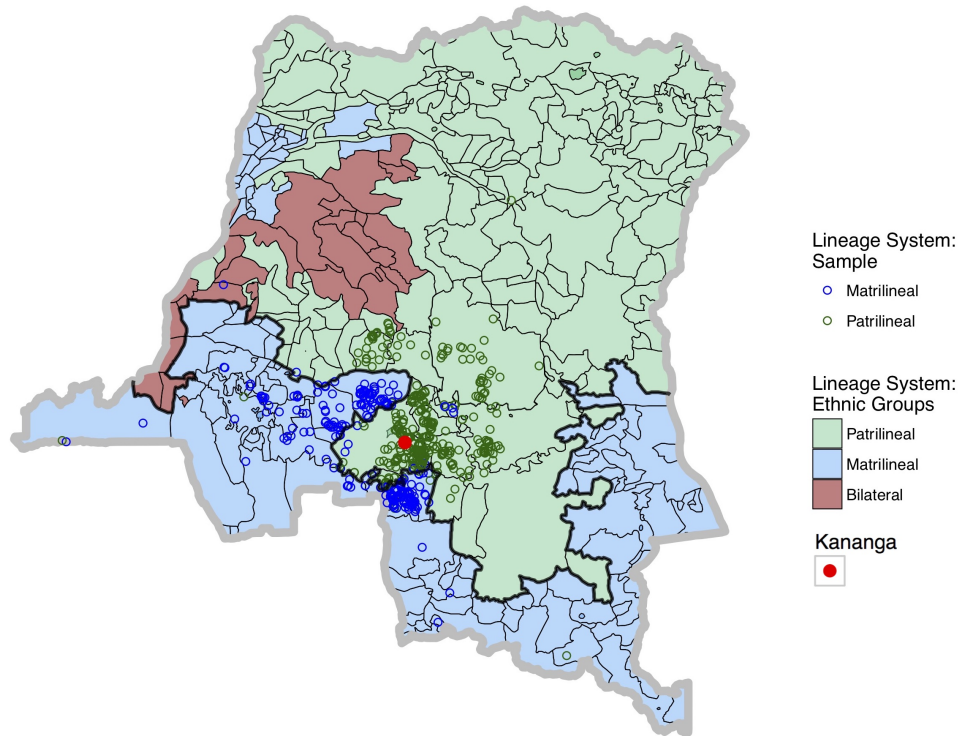 Lineage System:
Sample
Matrilineal
Patrilineal
Lineage System:
Ethnic Groups
Patrilineal
Matrilineal
Bilateral
Kananga